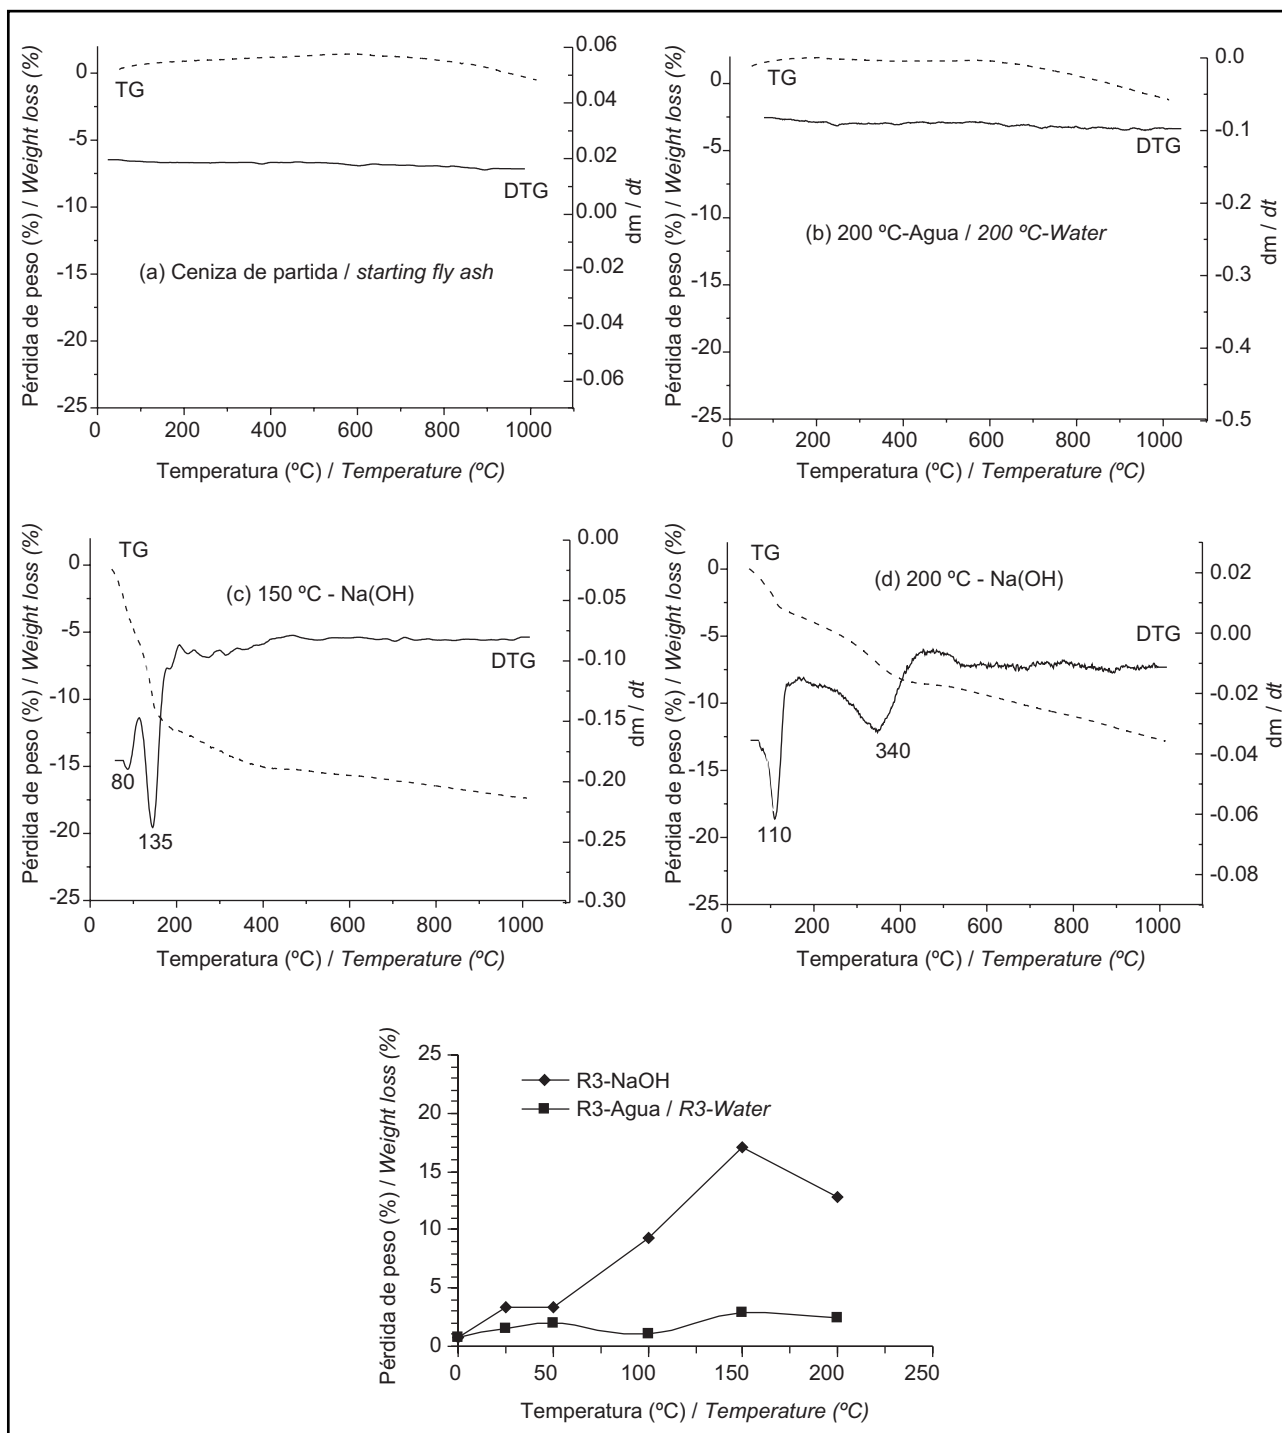 Pérdida de peso (%) / Weight loss (%)
0
-5
-10
-15
-20
-25
TG
DTG
(a) Ceniza de partida / starting fly ash
0.06
0.04
0.02
0.00
-0.02
-0.04
-0.06
dm / dt
0 200 400 600 800 1000
Temperatura (ºC) / Temperature (ºC)
Pérdida de peso (%) / Weight loss (%)
0
-5
-10
-15
-20
-25
TG
DTG
(b) 200 ºC-Agua / 200 ºC-Water
0.0
-0.1
-0.2
-0.3
-0.4
-0.5
dm / dt
0 200 400 600 800 1000
Temperatura (ºC) / Temperature (ºC)
Pérdida de peso (%) / Weight loss (%)
0
-5
-10
-15
-20
-25
TG
(c) 150 ºC - Na(OH)
DTG
80
135
0.00
-0.05
-0.10
-0.15
-0.20
-0.25
-0.30
dm / dt
0 200 400 600 800 1000
Temperatura (ºC) / Temperature (ºC)
Pérdida de peso (%) / Weight loss (%)
0
-5
-10
-15
-20
-25
TG
(d) 200 ºC - Na(OH)
DTG
340
110
0.02
0.00
-0.02
-0.04
-0.06
-0.08
dm / dt
0 200 400 600 800 1000
Temperatura (ºC) / Temperature (ºC)
Pérdida de peso (%) / Weight loss (%)
25
20
15
10
5
0
R3-NaOH
R3-Agua / R3-Water
0 50 100 150 200 250
Temperatura (ºC) / Temperature (ºC)